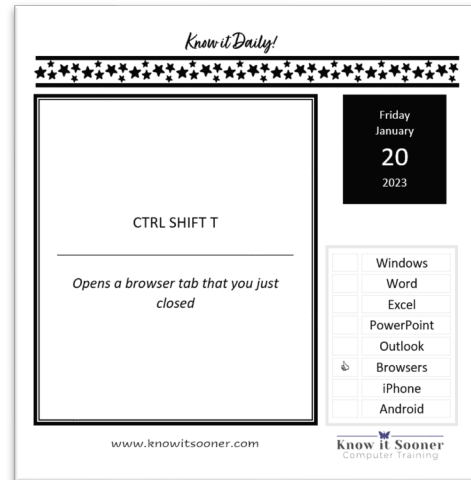 Know it Daily!
Friday
January
20
2023
CTRL SHIFT T
Opens a browser tab that you just
closed
Windows
Word
Excel
PowerPoint
Outlook
Browsers
iPhone
Android
www.knowitsooner.com
Know it Sooner
Computer Training